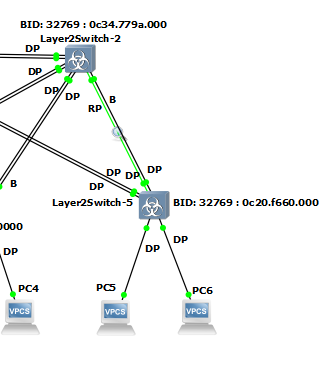 BID: 32769 : 0c34.779a.000
Layer2Switch-2
DP
DP
DP
DP
B
RP
DP
DP
DP
DP
B
Layer2Switch-5
BID: 32769 : 0c20.f660.000
0000
DP
DP
DP
PC4
PC5
PC6
VPCS
VPCS
VPCS